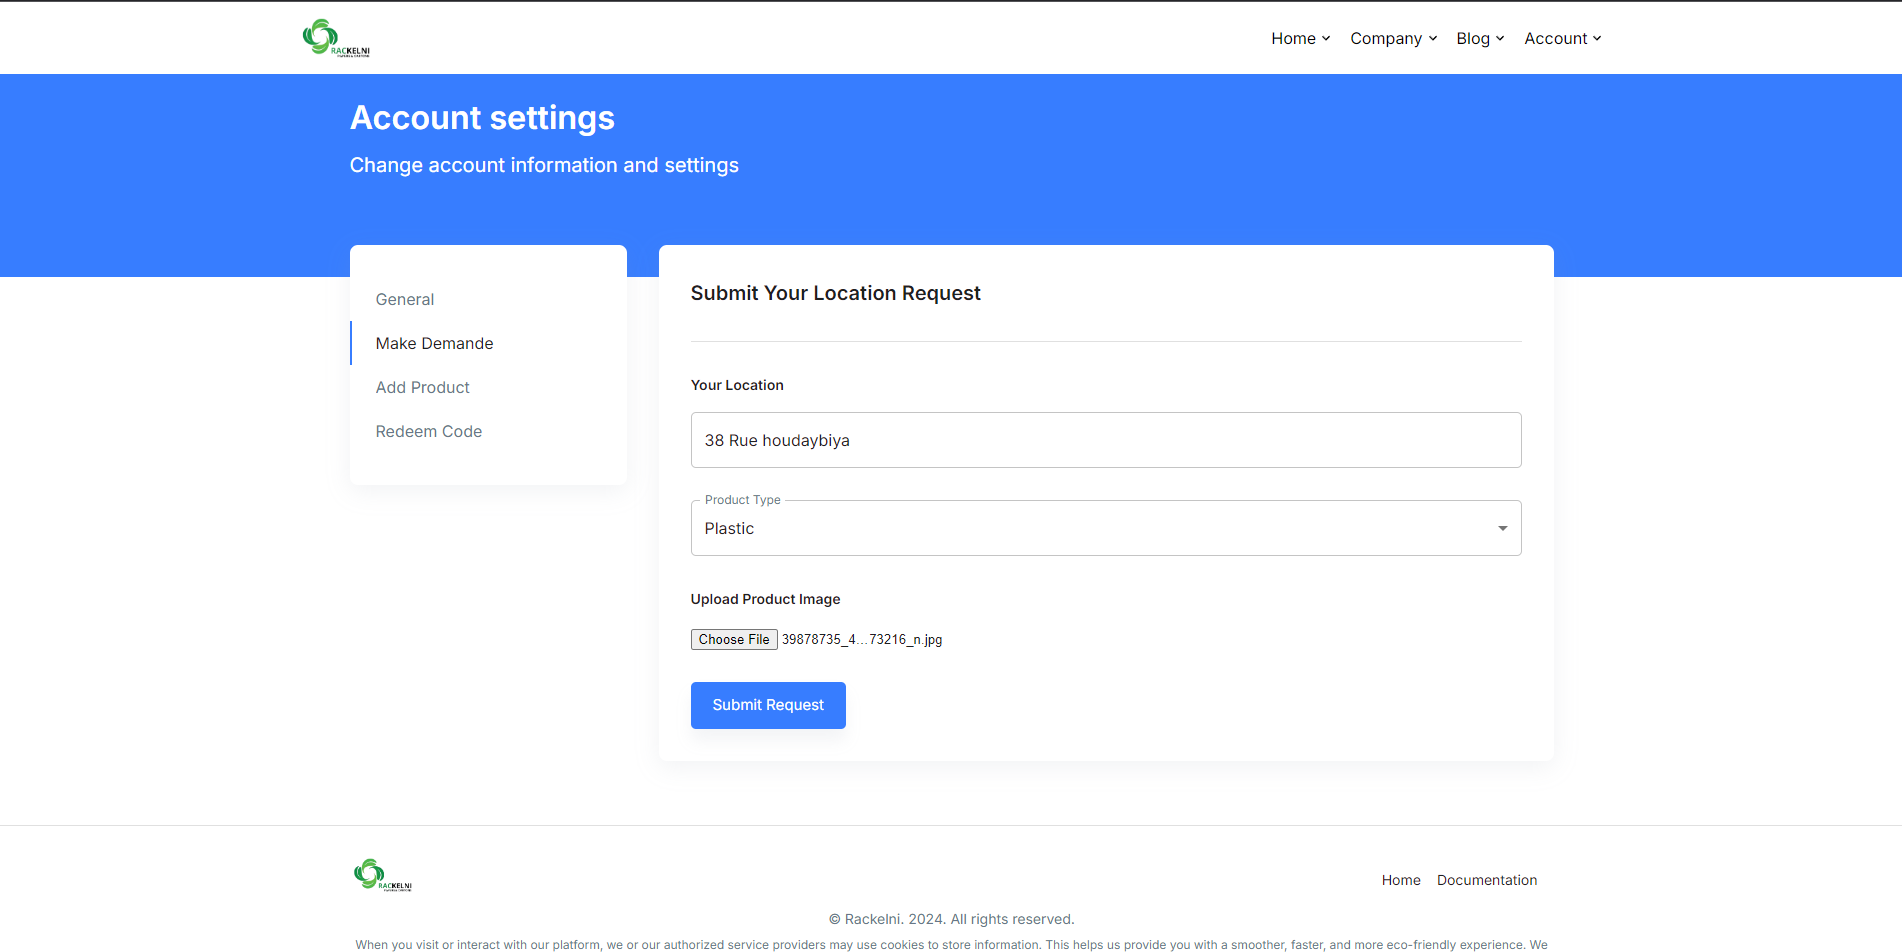 RACKELNI
Home Company Blog Account
Account settings
Change account information and settings
General
Make Demande
Add Product
Redeem Code
Submit Your Location Request
Your Location
38 Rue houdaybiya
Product Type
Plastic
Upload Product Image
Choose File 39878735_4...73216_n.jpg
Submit Request
RACKELNI
Home Documentation
© Rackelni. 2024. All rights reserved.
When you visit or interact with our platform, we or our authorized service providers may use cookies to store information. This helps us provide you with a smoother, faster, and more eco-friendly experience. We